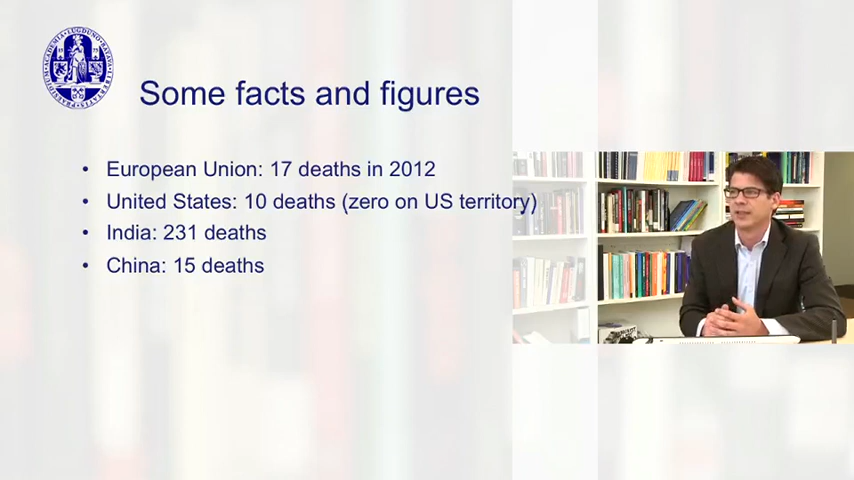 Some facts and figures
• European Union: 17 deaths in 2012
• United States: 10 deaths (zero on US territory)
• India: 231 deaths
• China: 15 deaths